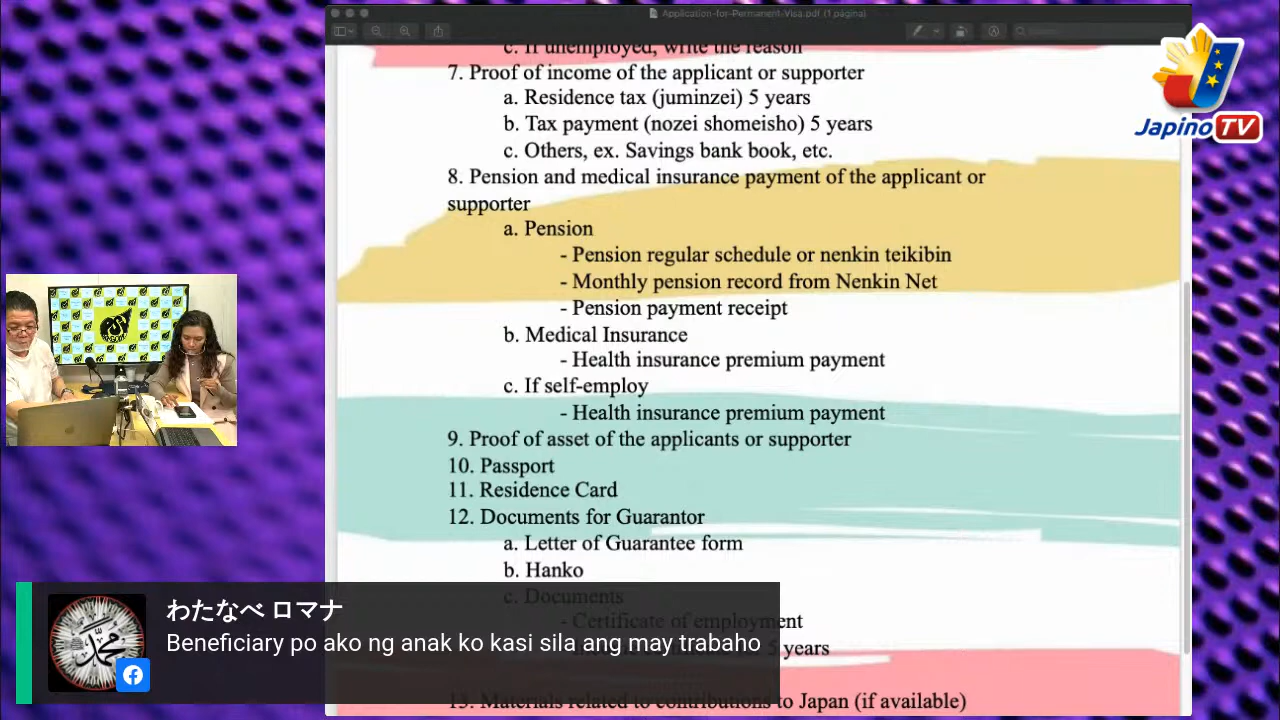 Application-for-Permanent-Visa.pdf (1 página)
c. If unemployed, write the reason
7. Proof of income of the applicant or supporter
a. Residence tax (juminzei) 5 years
b. Tax payment (nozei shomeisho) 5 years
c. Others, ex. Savings bank book, etc.
8. Pension and medical insurance payment of the applicant or
supporter
a. Pension
- Pension regular schedule or nenkin teikibin
- Monthly pension record from Nenkin Net
- Pension payment receipt
b. Medical Insurance
- Health insurance premium payment
c. If self-employ
- Health insurance premium payment
9. Proof of asset of the applicants or supporter
10. Passport
11. Residence Card
12. Documents for Guarantor
a. Letter of Guarantee form
b. Hanko
c. Documents
- Certificate of employment
5 years
13. Materials related to contributions to Japan (if available)
Japino TV
わたなべ ロマナ
Beneficiary po ako ng anak ko kasi sila ang may trabaho